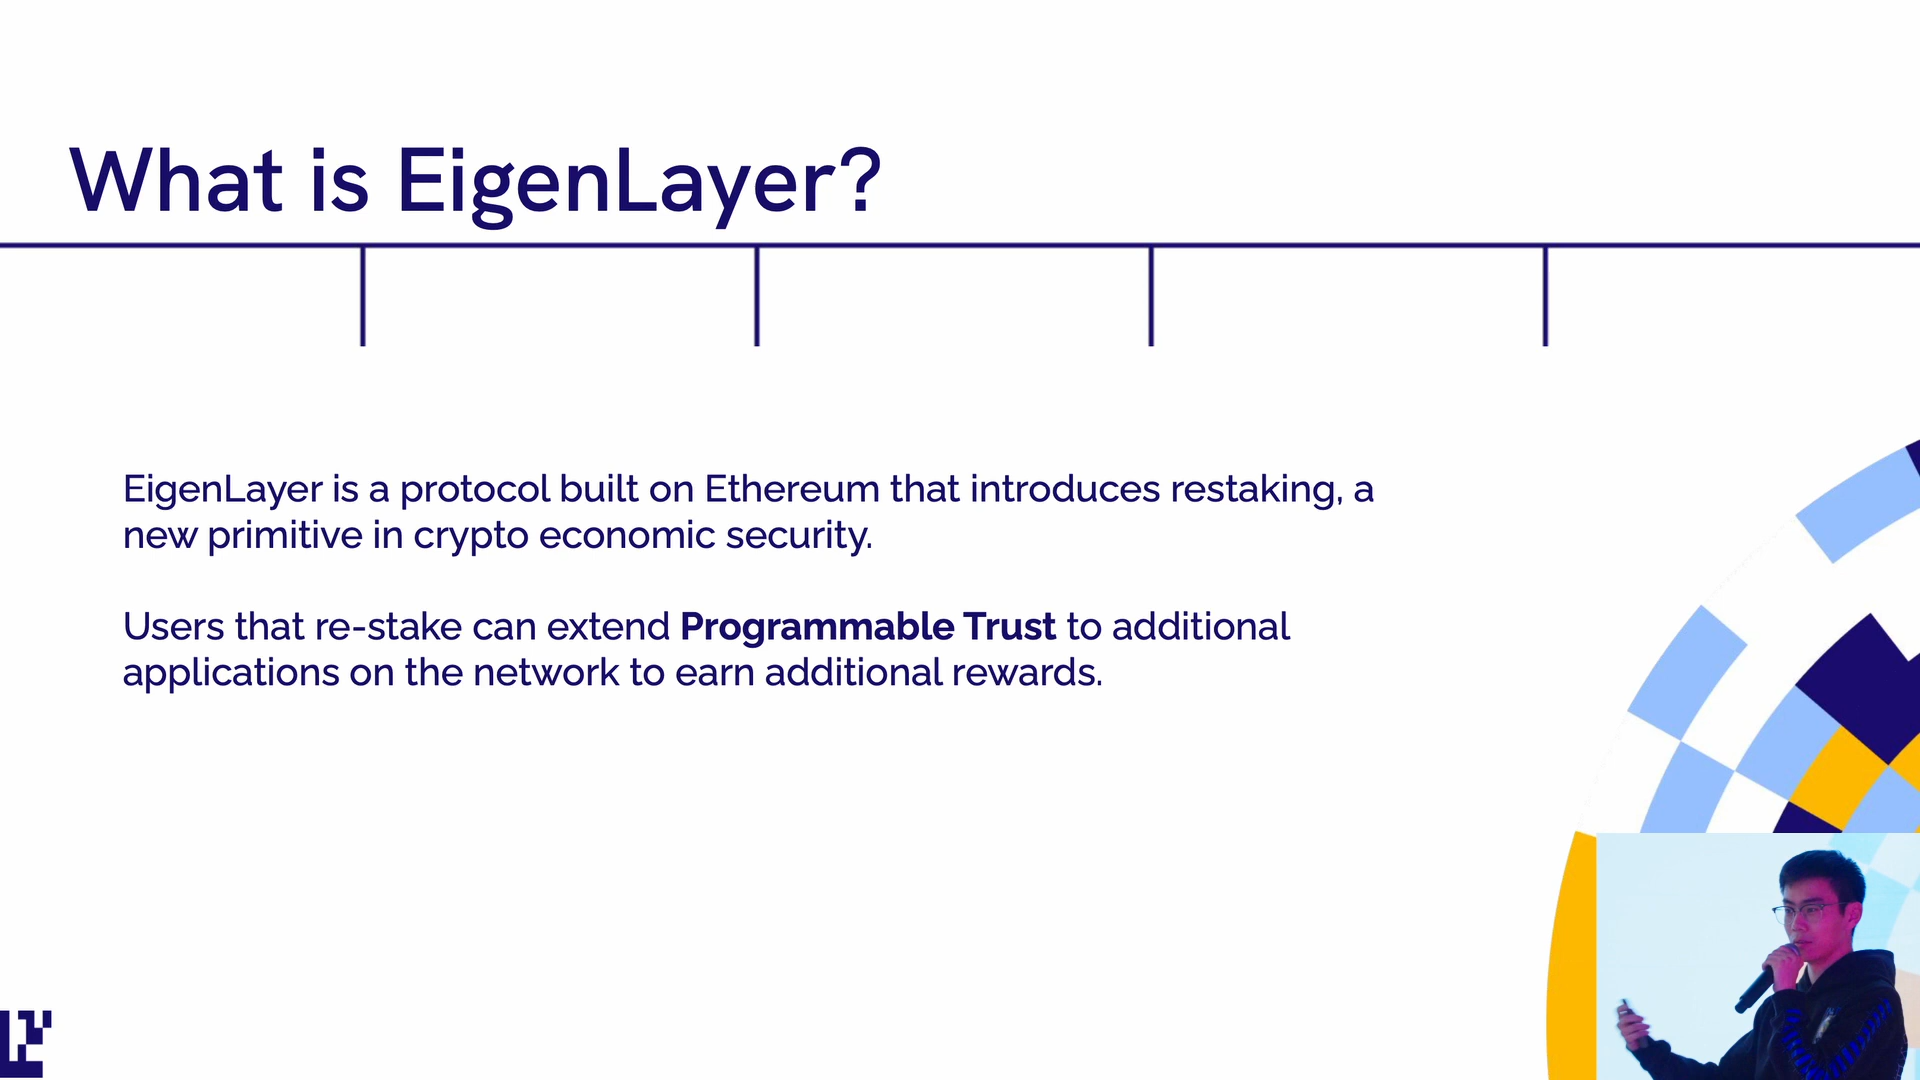 What is EigenLayer?
EigenLayer is a protocol built on Ethereum that introduces restaking, a
new primitive in crypto economic security.
Users that re-stake can extend Programmable Trust to additional
applications on the network to earn additional rewards.